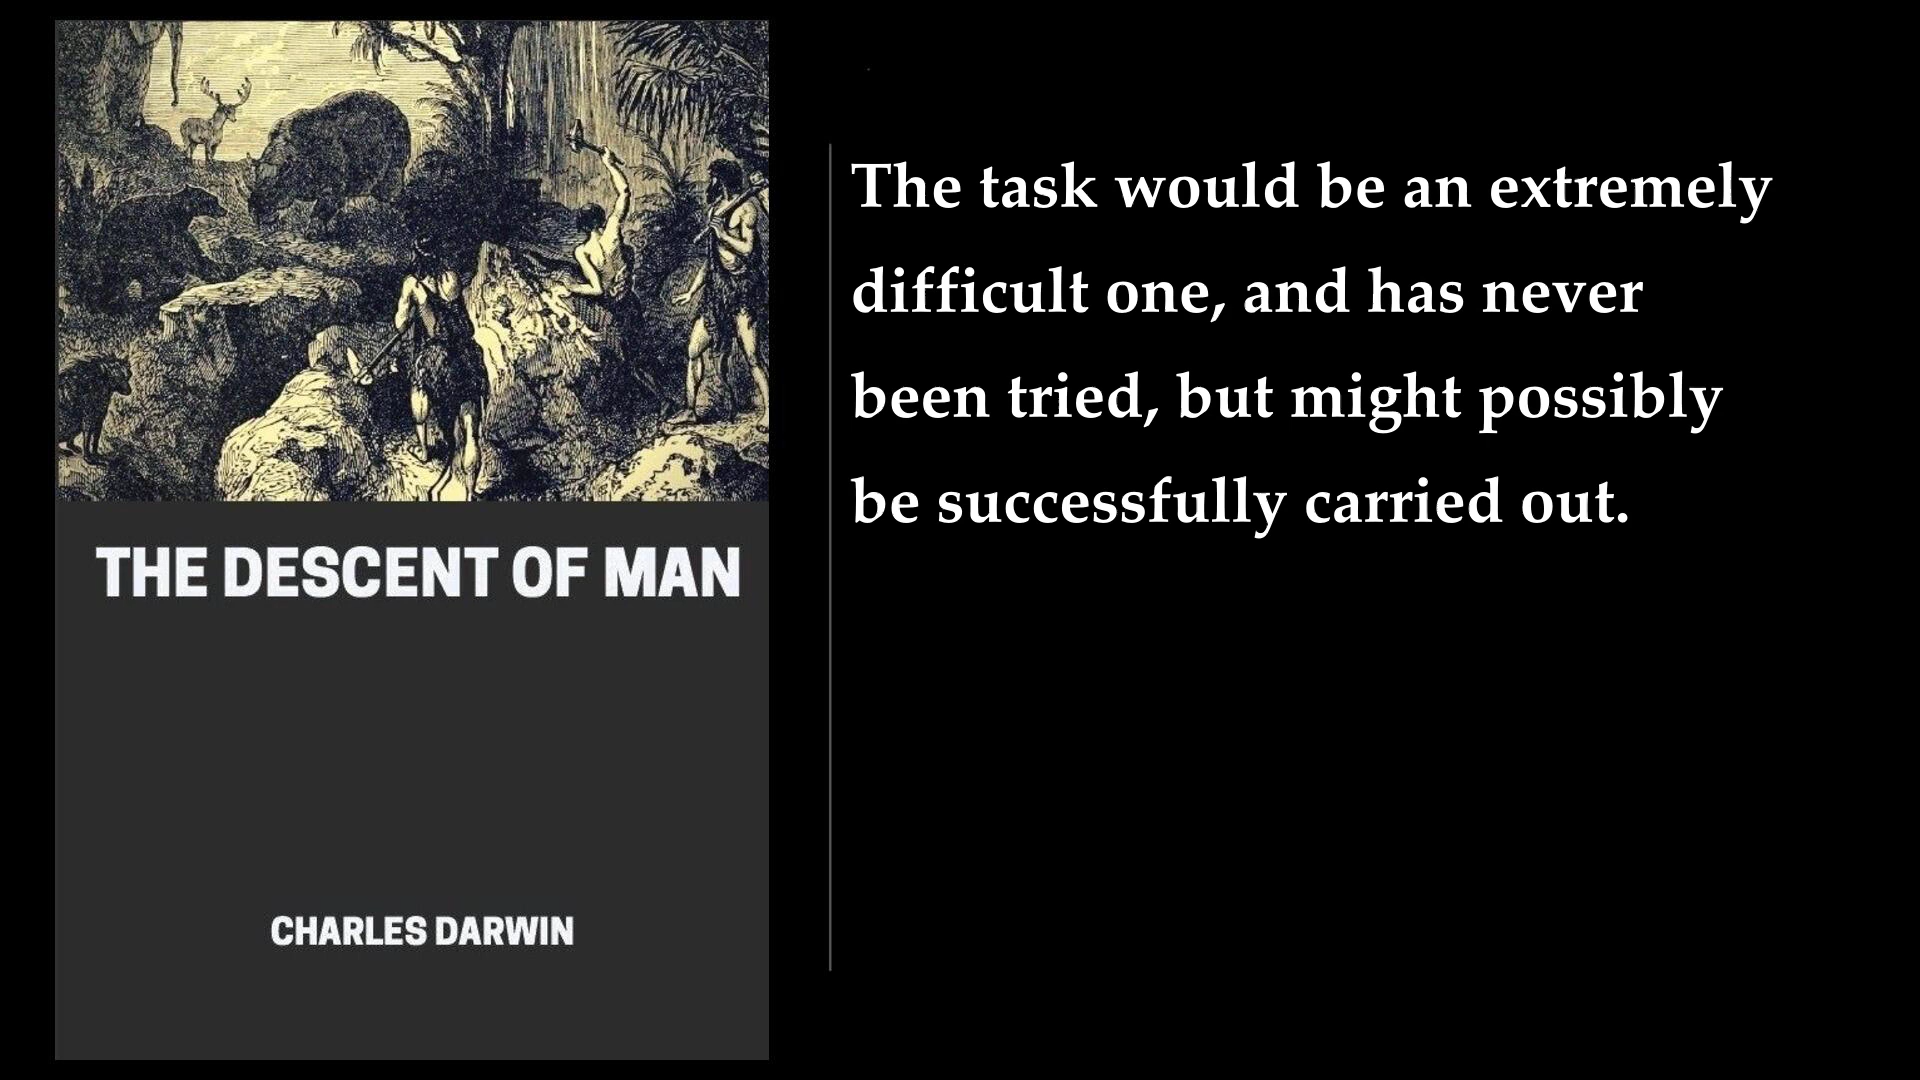 THE DESCENT OF MAN
CHARLES DARWIN
The task would be an extremely
difficult one, and has never
been tried, but might possibly
be successfully carried out.